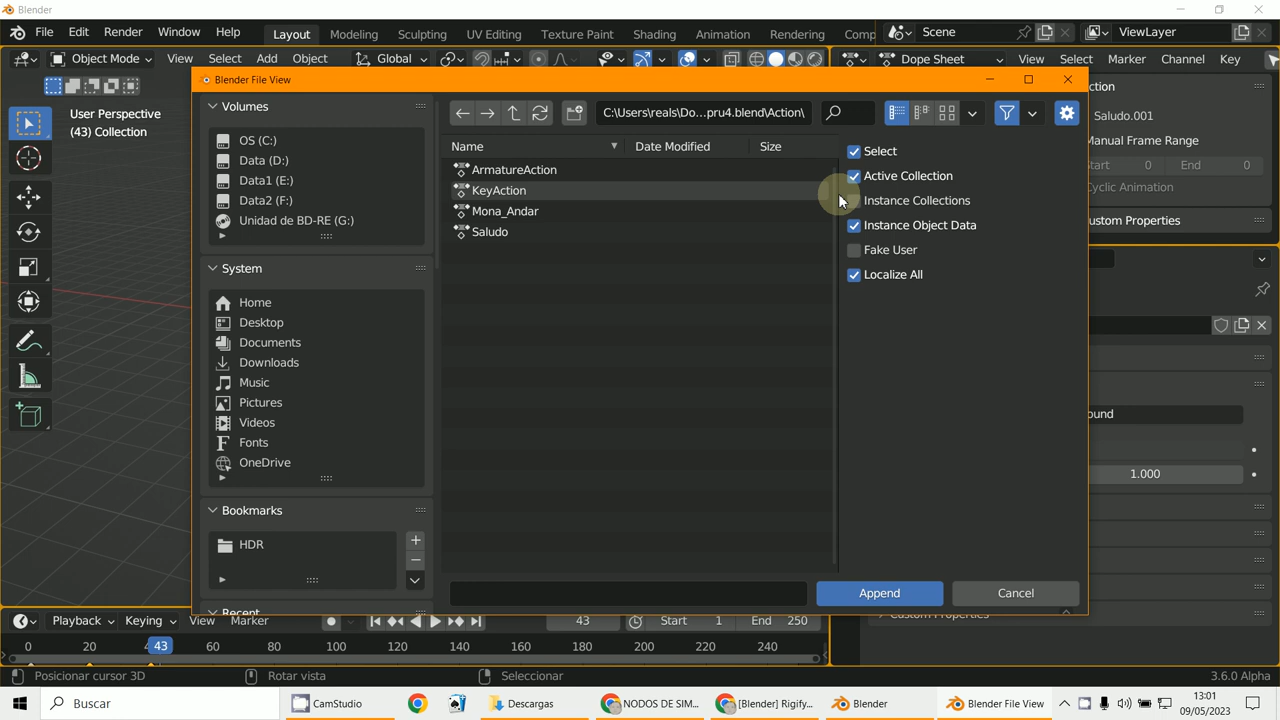 Blender
File Edit Render Window Help Layout Modeling Sculpting UV Editing Texture Paint Shading Animation Rendering Comp Scene ViewLayer
Object Mode View Select Add Object Global Dope Sheet View Select Marker Channel Key
Blender File View
User Perspective
(43) Collection
Volumes
OS (C:)
Data (D:)
Data1 (E:)
Data2 (F:)
Unidad de BD-RE (G:)
System
Home
Desktop
Documents
Downloads
Music
Pictures
Videos
Fonts
OneDrive
Bookmarks
HDR
Recent
C:\Users\reals\Do...pru4.blend\Action\
Name Date Modified Size
ArmatureAction
KeyAction
Mona_Andar
Saludo
Select
Active Collection
Instance Collections
Instance Object Data
Fake User
Localize All
Append Cancel
ction
Saludo.001
Manual Frame Range
tart 0 End 0
Cyclic Animation
ustom Properties
ound
1.000
Custom Properties
Playback Keying View Marker 43 Start 1 End 250
0 20 43 60 80 100 120 140 160 180 200 220 240
Posicionar cursor 3D Rotar vista Seleccionar 3.6.0 Alpha
Buscar CamStudio Descargas NODOS DE SIM... [Blender] Rigify... Blender Blender File View
13:01
09/05/2023